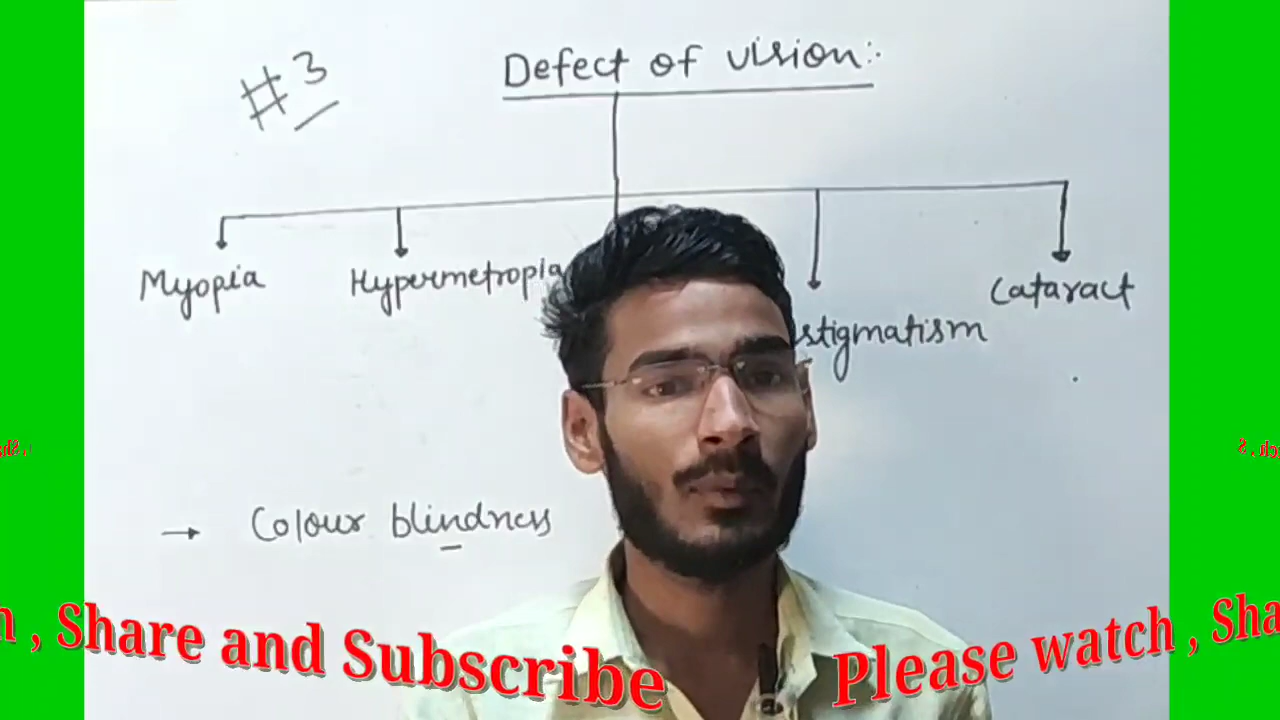 #3
Defect of vision:
Myopia
Hypermetropia
stigmatism
Cataract
→ Colour blindness
, Share and Subscribe
Please watch , Sha